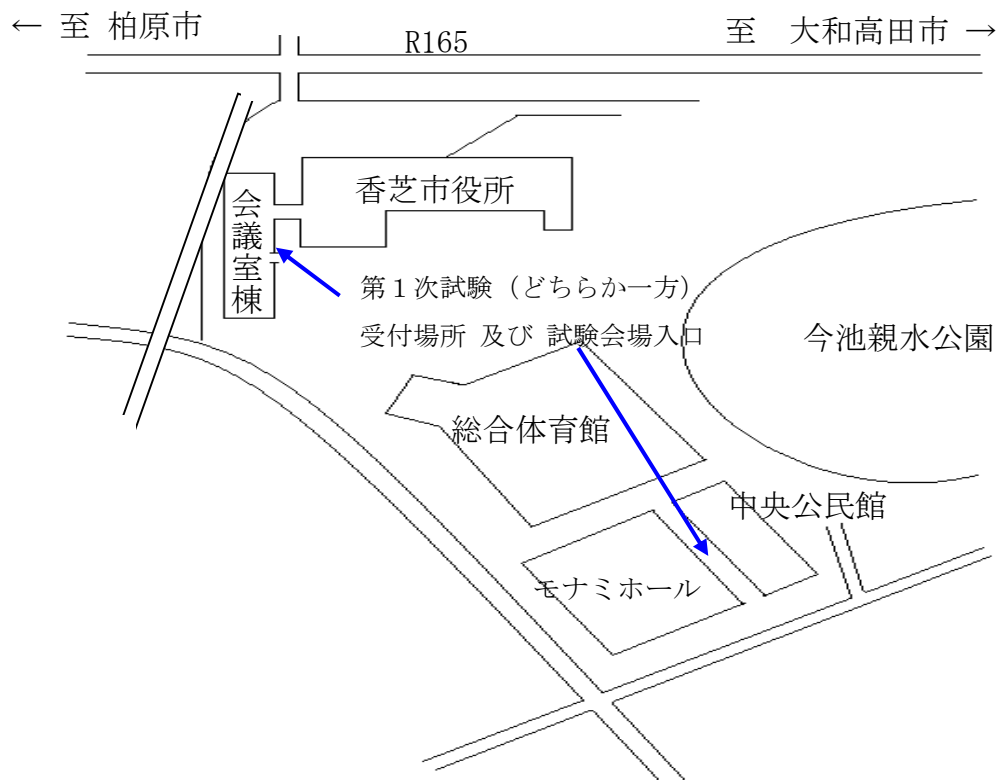 ← 至 柏原市
R165
至 大和高田市 →
香芝市役所
会議室棟
第１次試験（どちらか一方）
受付場所 及び 試験会場入口
今池親水公園
総合体育館
中央公民館
モナミホール